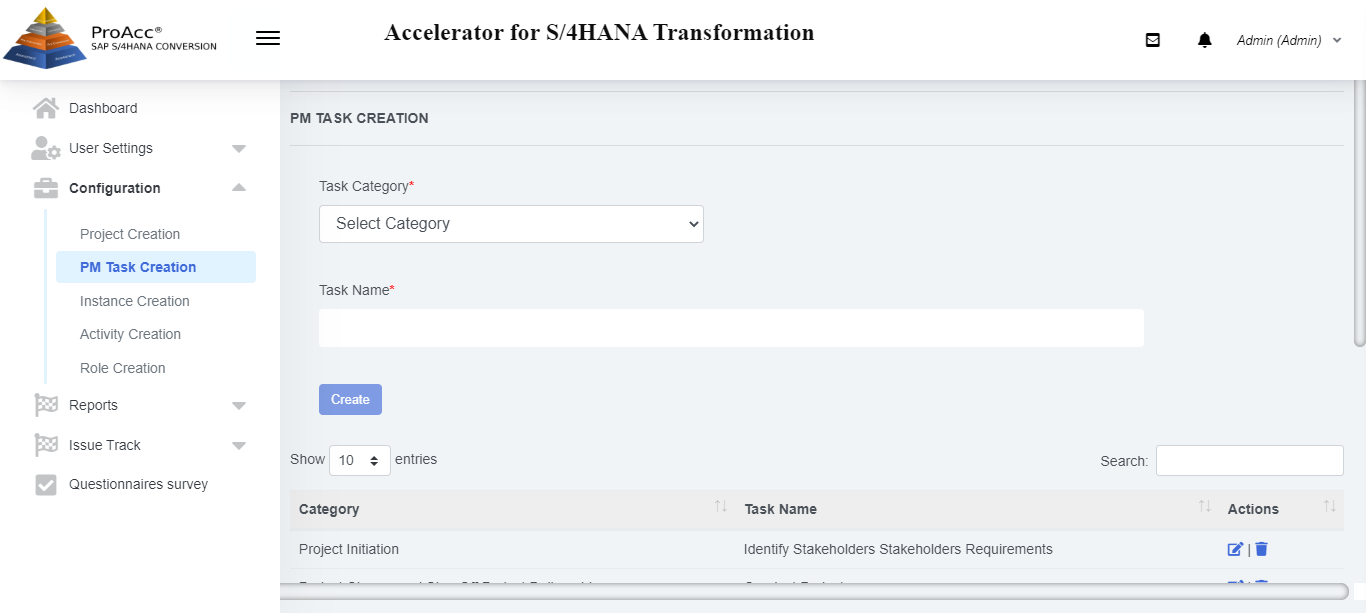 ProAcc®
SAP S/4HANA CONVERSION
Accelerator for S/4HANA Transformation
Admin (Admin)
Dashboard
User Settings
Configuration
Project Creation
PM Task Creation
Instance Creation
Activity Creation
Role Creation
Reports
Issue Track
Questionnaires survey
PM TASK CREATION
Task Category*
Select Category
Task Name*
Create
Show 10 entries
Search:
Category Task Name Actions
Project Initiation Identify Stakeholders Stakeholders Requirements |